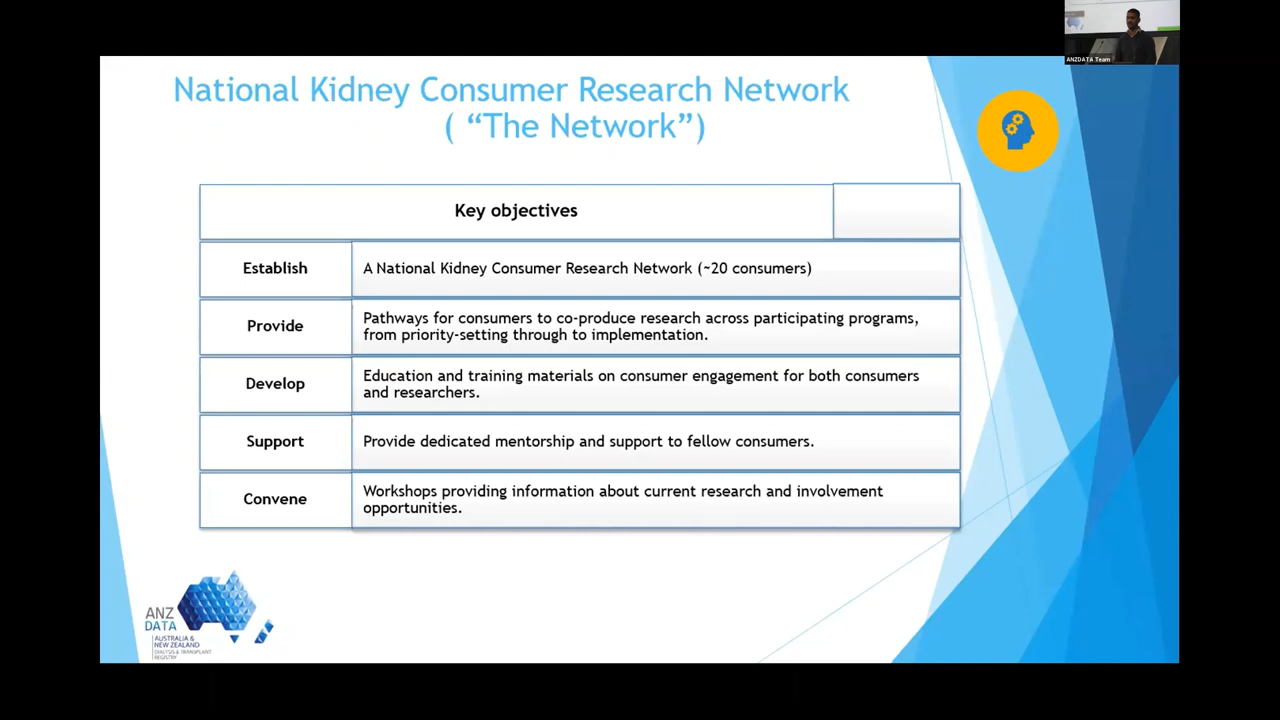 ANZDATA Team
National Kidney Consumer Research Network
( “The Network”)
Key objectives
Establish
A National Kidney Consumer Research Network (~20 consumers)
Provide
Pathways for consumers to co-produce research across participating programs,
from priority-setting through to implementation.
Develop
Education and training materials on consumer engagement for both consumers
and researchers.
Support
Provide dedicated mentorship and support to fellow consumers.
Convene
Workshops providing information about current research and involvement
opportunities.
ANZ
DATA
AUSTRALIA &
NEW ZEALAND
DIALYSIS & TRANSPLANT
REGISTRY